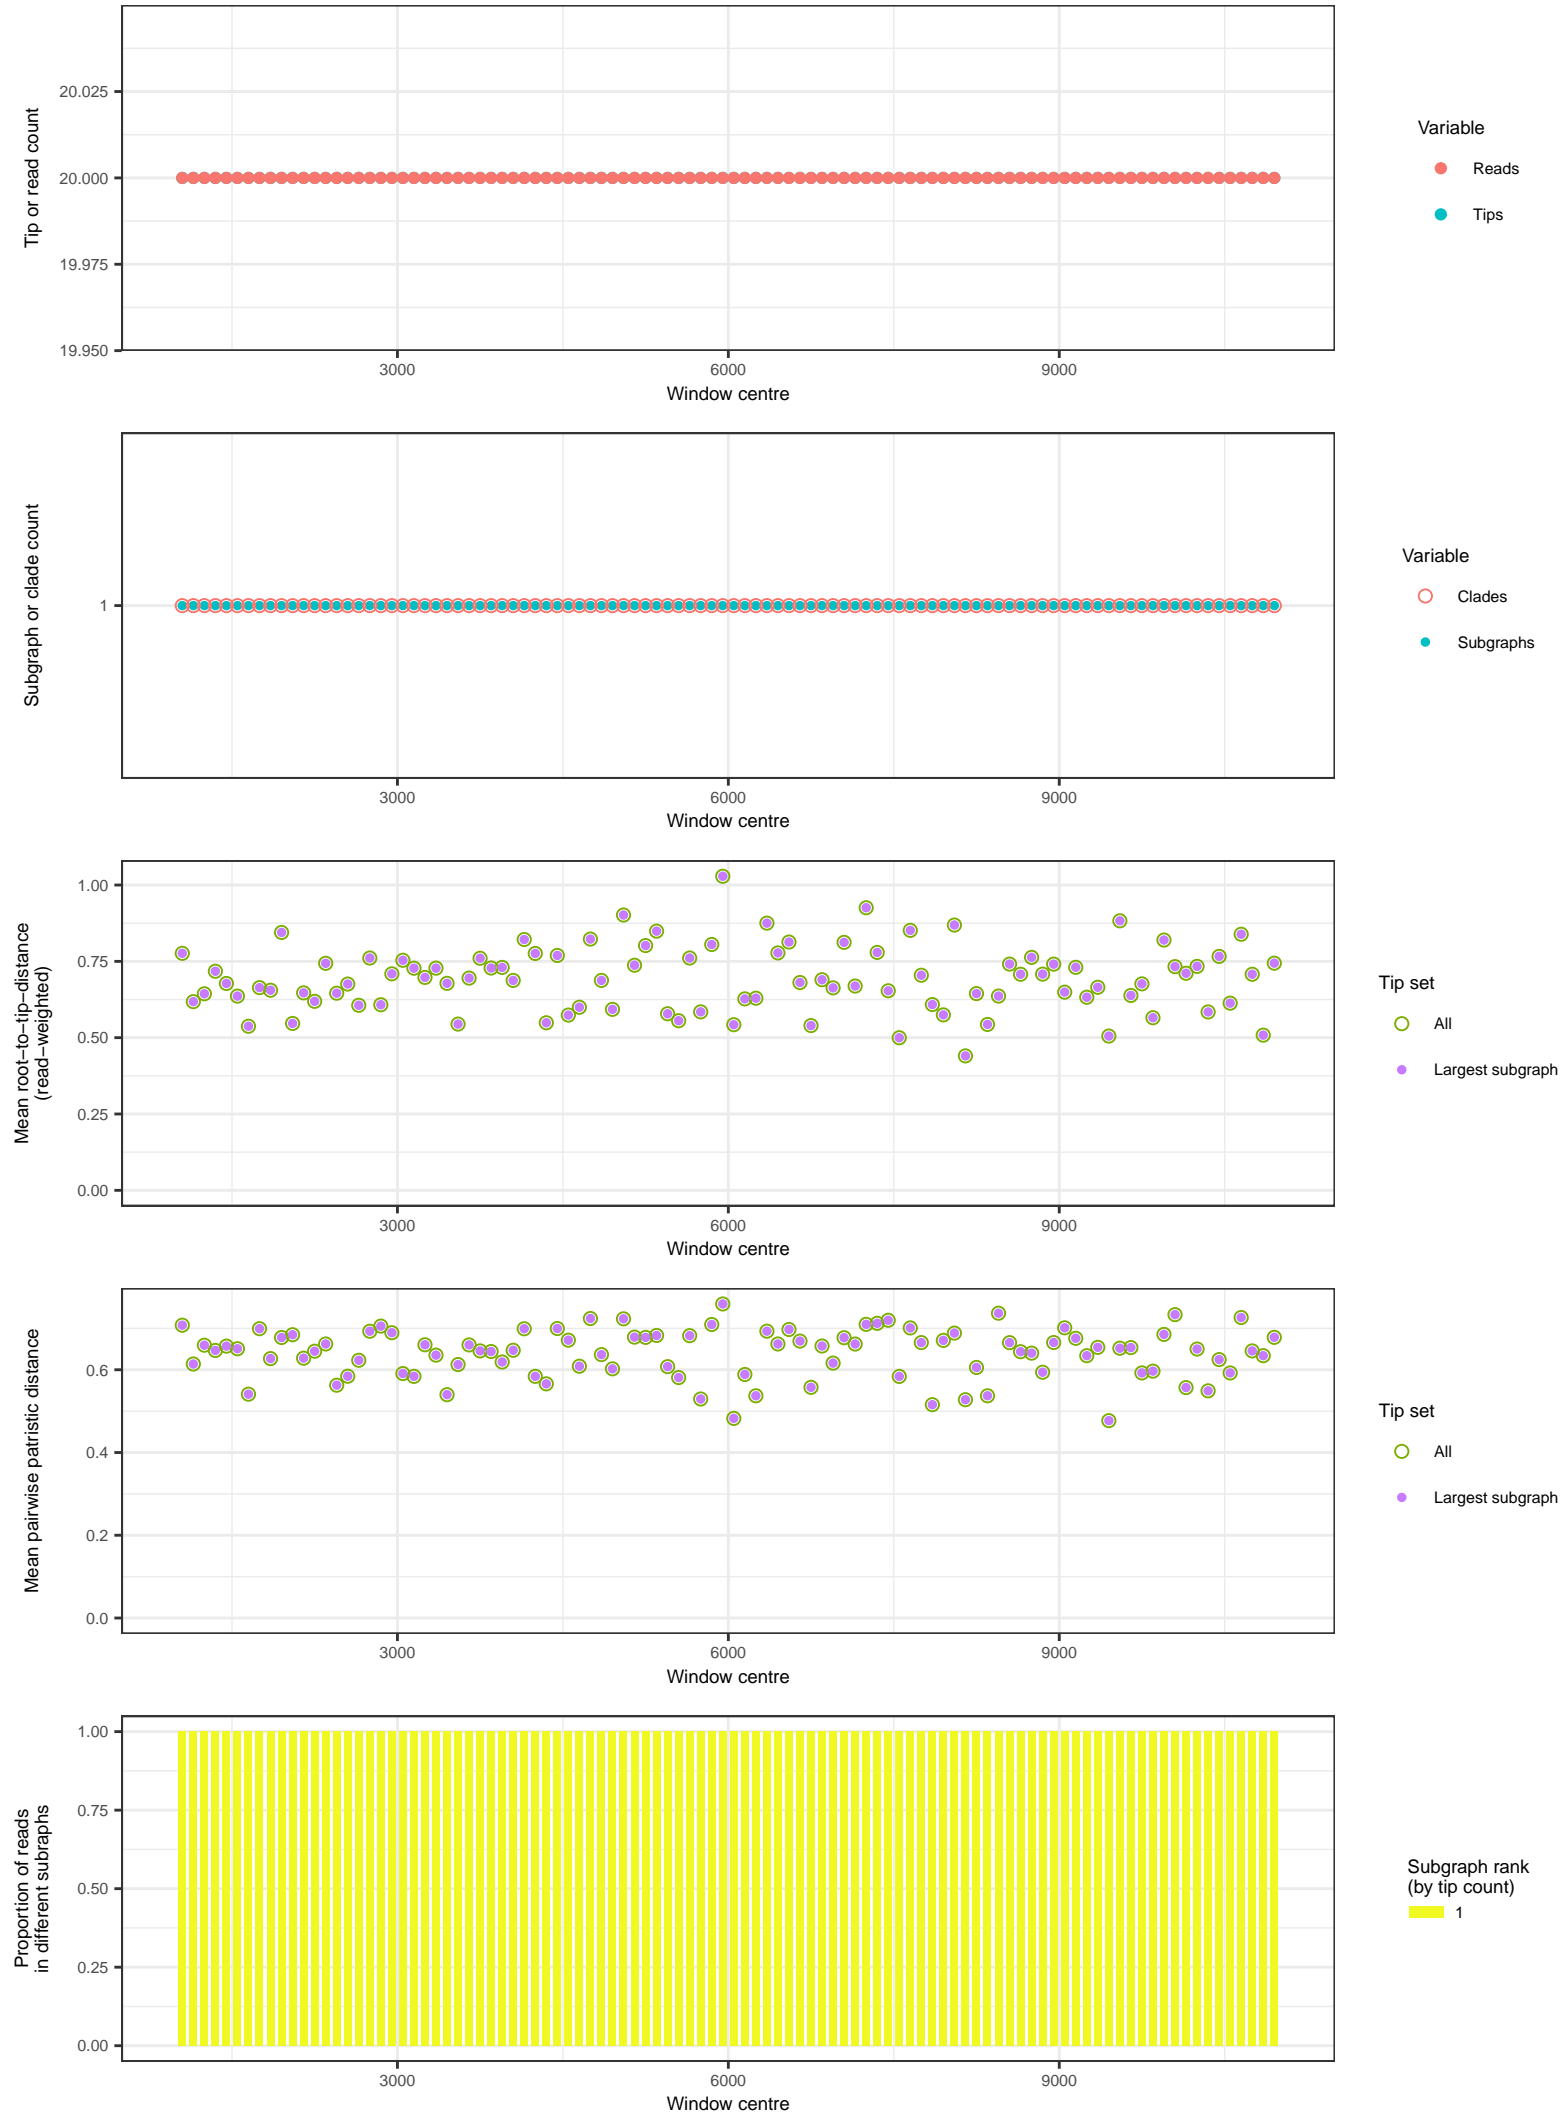 Tip or read count
20.025
20.000
19.975
19.950
3000
6000
9000
Window centre
Variable
Reads
Tips
Subgraph or clade count
1
3000
6000
9000
Window centre
Variable
Clades
Subgraphs
Mean root−to−tip−distance
(read−weighted)
1.00
0.75
0.50
0.25
0.00
3000
6000
9000
Window centre
Tip set
All
Largest subgraph
Mean pairwise patristic distance
0.6
0.4
0.2
0.0
3000
6000
9000
Window centre
Tip set
All
Largest subgraph
Proportion of reads
in different subraphs
1.00
0.75
0.50
0.25
0.00
3000
6000
9000
Window centre
Subgraph rank
(by tip count)
1